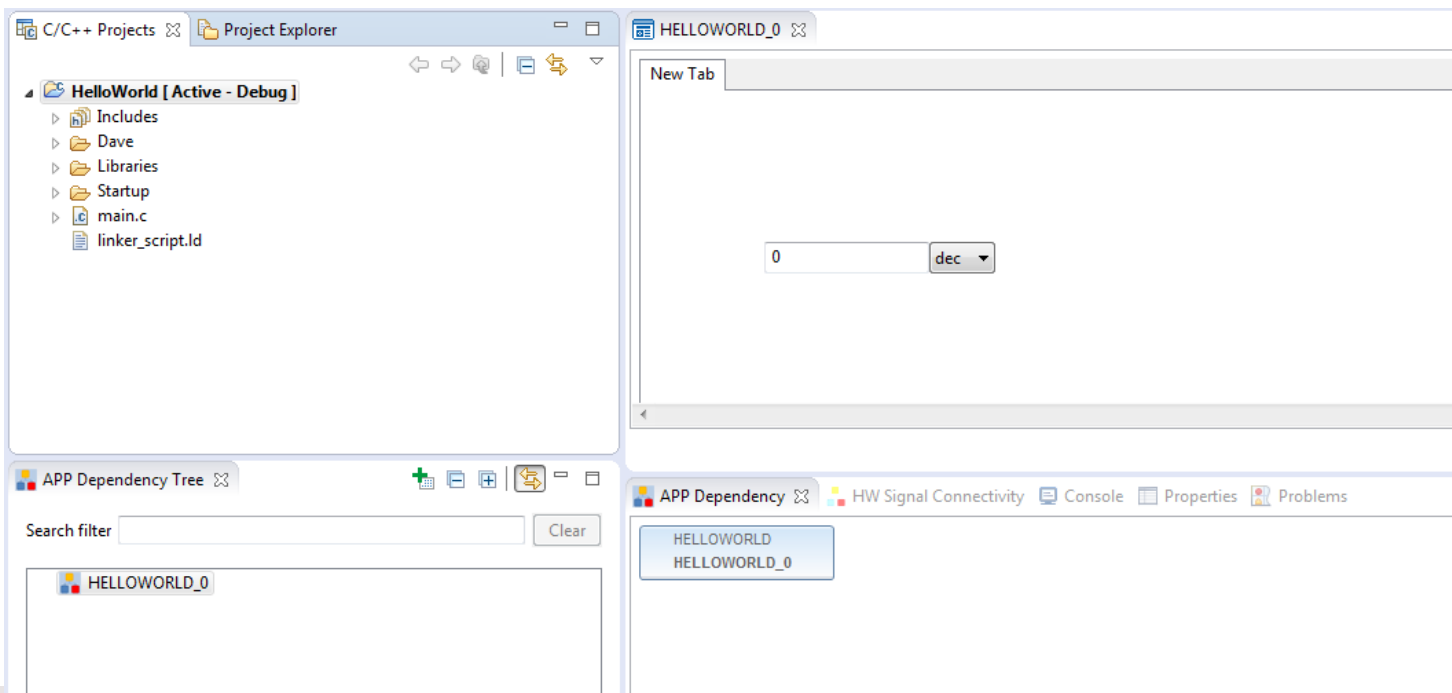 C/C++ Projects
Project Explorer
HelloWorld [ Active - Debug ]
Includes
Dave
Libraries
Startup
main.c
linker_script.ld
HELLOWORLD_0
New Tab
0
dec
APP Dependency Tree
Search filter
Clear
HELLOWORLD_0
APP Dependency
HW Signal Connectivity
Console
Properties
Problems
HELLOWORLD
HELLOWORLD_0